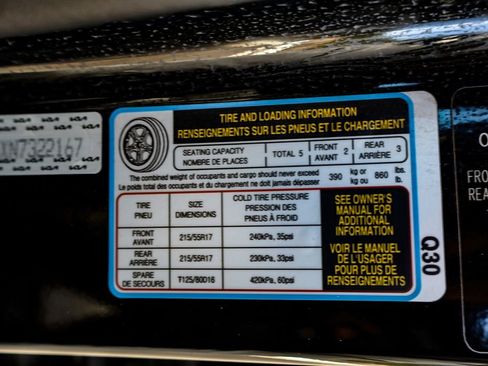 TIRE AND LOADING INFORMATION
RENSEIGNEMENTS SUR LES PNEUS ET LE CHARGEMENT
SEATING CAPACITY
NOMBRE DE PLACES
TOTAL 5
FRONT
AVANT 2
REAR
ARRIÈRE 3
The combined weight of occupants and cargo should never exceed
Le poids total des occupants et du chargement ne doit jamais dépasser
390 kg or 860 lbs.
kg ou lb.
TIRE
PNEU
SIZE
DIMENSIONS
COLD TIRE PRESSURE
PRESSION DES
PNEUS À FROID
FRONT
AVANT
215/55R17
240kPa, 35psi
REAR
ARRIÈRE
215/55R17
230kPa, 33psi
SPARE
DE SECOURS
T125/80D16
420kPa, 60psi
SEE OWNER'S
MANUAL FOR
ADDITIONAL
INFORMATION
VOIR LE MANUEL
DE L'USAGER
POUR PLUS DE
RENSEIGNEMENTS
Q30
N7322167
FRO
REA